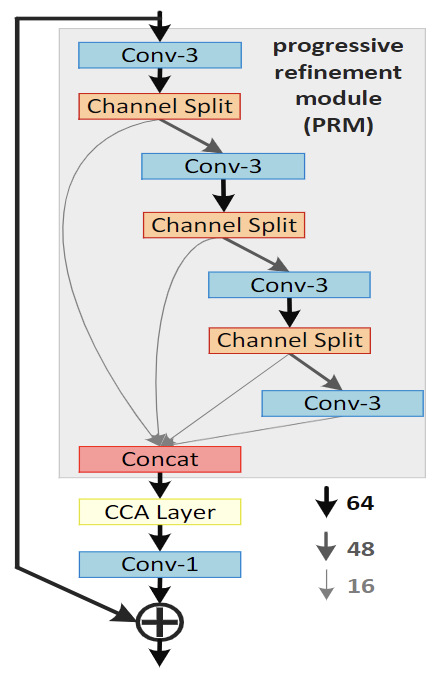 progressive
refinement
module
(PRM)
Conv-3
Channel Split
Conv-3
Channel Split
Conv-3
Channel Split
Conv-3
Concat
CCA Layer
Conv-1
64
48
16